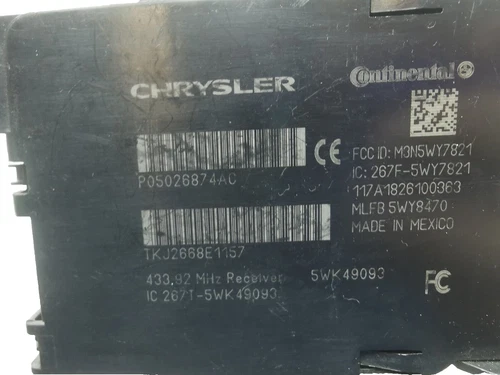 CHRYSLER
Continental
P05026874AC
CE
FCC ID: M3N5WY7821
IC: 267F-5WY7821
117A1826100363
MLFB 5WY8470
MADE IN MEXICO
TKJ2668E1157
433.92 MHz Receiver 5WK49093
IC 267T-5WK49093
FC